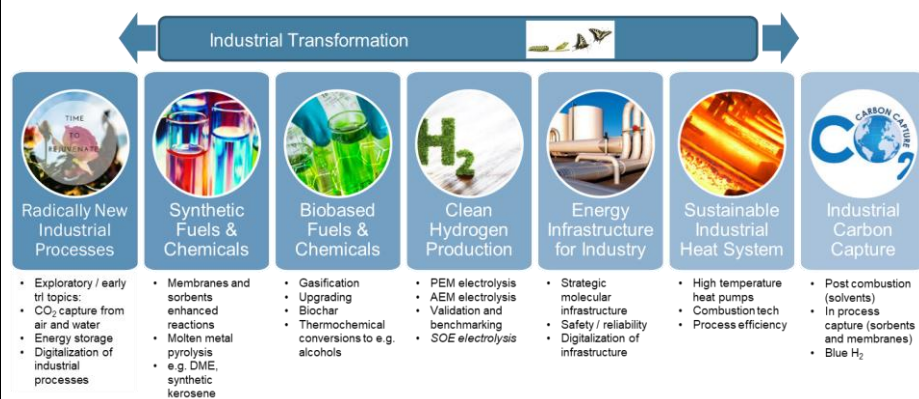 Industrial Transformation
TIME
TO
REJUVENATE
Radically New
Industrial
Processes
• Exploratory / early
trl topics:
• CO₂ capture from
air and water
• Energy storage
• Digitalization of
industrial
processes
Synthetic
Fuels &
Chemicals
• Membranes and
sorbents
enhanced
reactions
• Molten metal
pyrolysis
• e.g. DME,
synthetic
kerosene
Biobased
Fuels &
Chemicals
• Gasification
• Upgrading
• Biochar
• Thermochemical
conversions to e.g.
alcohols
H₂
Clean
Hydrogen
Production
• PEM electrolysis
• AEM electrolysis
• Validation and
benchmarking
• SOE electrolysis
Energy
Infrastructure
for Industry
• Strategic
molecular
infrastructure
• Safety / reliability
• Digitalization of
infrastructure
Sustainable
Industrial
Heat System
• High temperature
heat pumps
• Combustion tech
• Process efficiency
CARBON CAPTURE
CO2
Industrial
Carbon
Capture
• Post combustion
(solvents)
• In process
capture (sorbents
and membranes)
• Blue H₂